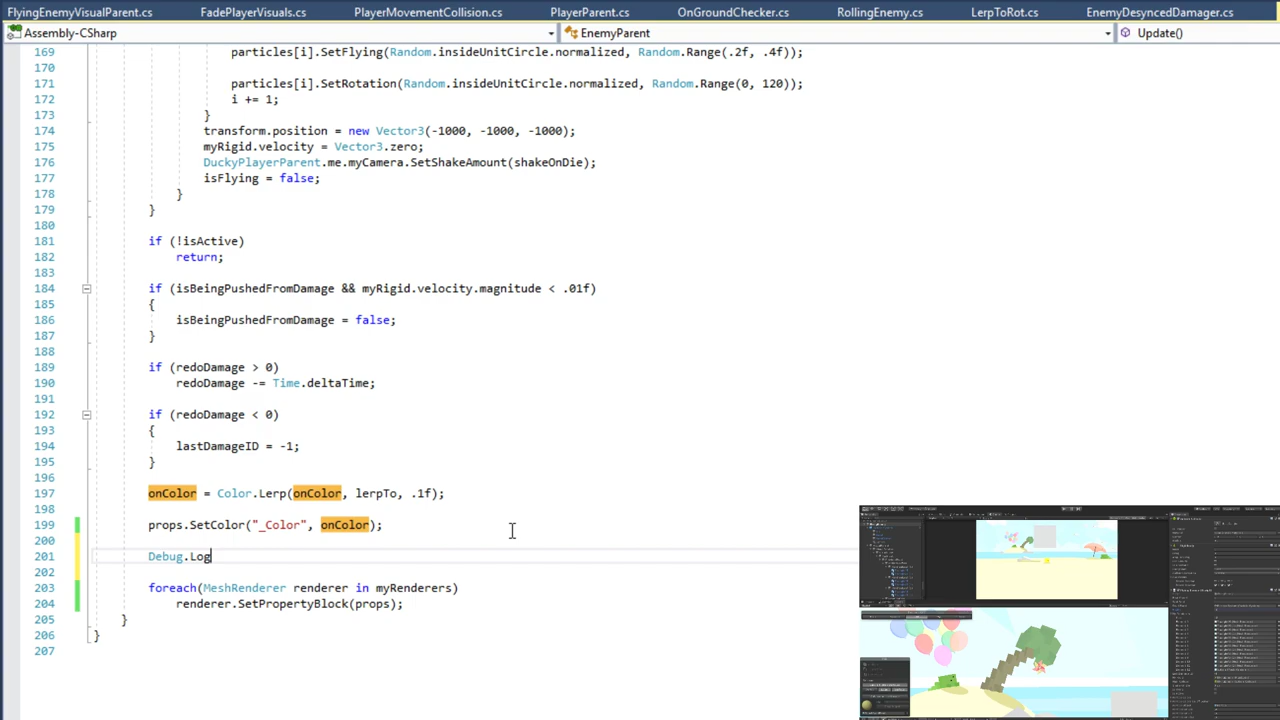 FlyingEnemyVisualParent.cs FadePlayerVisuals.cs PlayerMovementCollision.cs PlayerParent.cs OnGroundChecker.cs RollingEnemy.cs LerpToRot.cs EnemyDesyncedDamager.cs
Assembly-CSharp EnemyParent Update()
169 particles[i].SetFlying(Random.insideUnitCircle.normalized, Random.Range(.2f, .4f));
170
171 particles[i].SetRotation(Random.insideUnitCircle.normalized, Random.Range(0, 120));
172 i += 1;
173 }
174 transform.position = new Vector3(-1000, -1000, -1000);
175 myRigid.velocity = Vector3.zero;
176 DuckyPlayerParent.me.myCamera.SetShakeAmount(shakeOnDie);
177 isFlying = false;
178 }
179 }
180
181 if (!isActive)
182 return;
183
184 if (isBeingPushedFromDamage && myRigid.velocity.magnitude < .01f)
185 {
186 isBeingPushedFromDamage = false;
187 }
188
189 if (redoDamage > 0)
190 redoDamage -= Time.deltaTime;
191
192 if (redoDamage < 0)
193 {
194 lastDamageID = -1;
195 }
196
197 onColor = Color.Lerp(onColor, lerpTo, .1f);
198
199 props.SetColor("_Color", onColor);
200
201 Debug.Log
202
203 foreach(MeshRenderer renderer in myRenderers)
204 renderer.SetPropertyBlock(props);
205 }
206 }
207